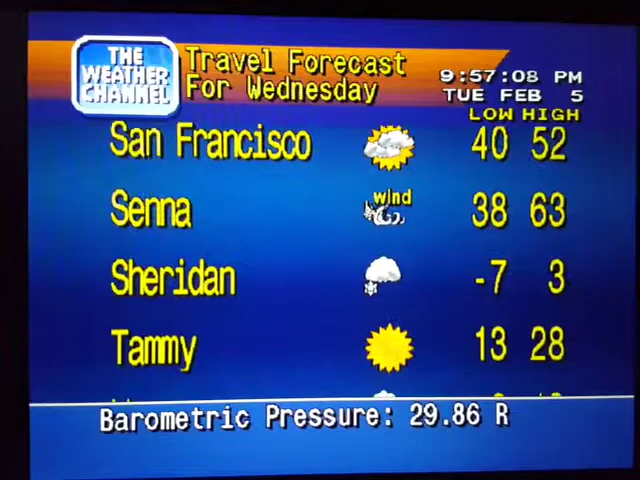 THE
WEATHER
CHANNEL
Travel Forecast
For Wednesday
9:57:08 PM
TUE FEB 5
LOW HIGH
San Francisco 40 52
Senna wind 38 63
Sheridan -7 3
Tammy 13 28
Barometric Pressure: 29.86 R